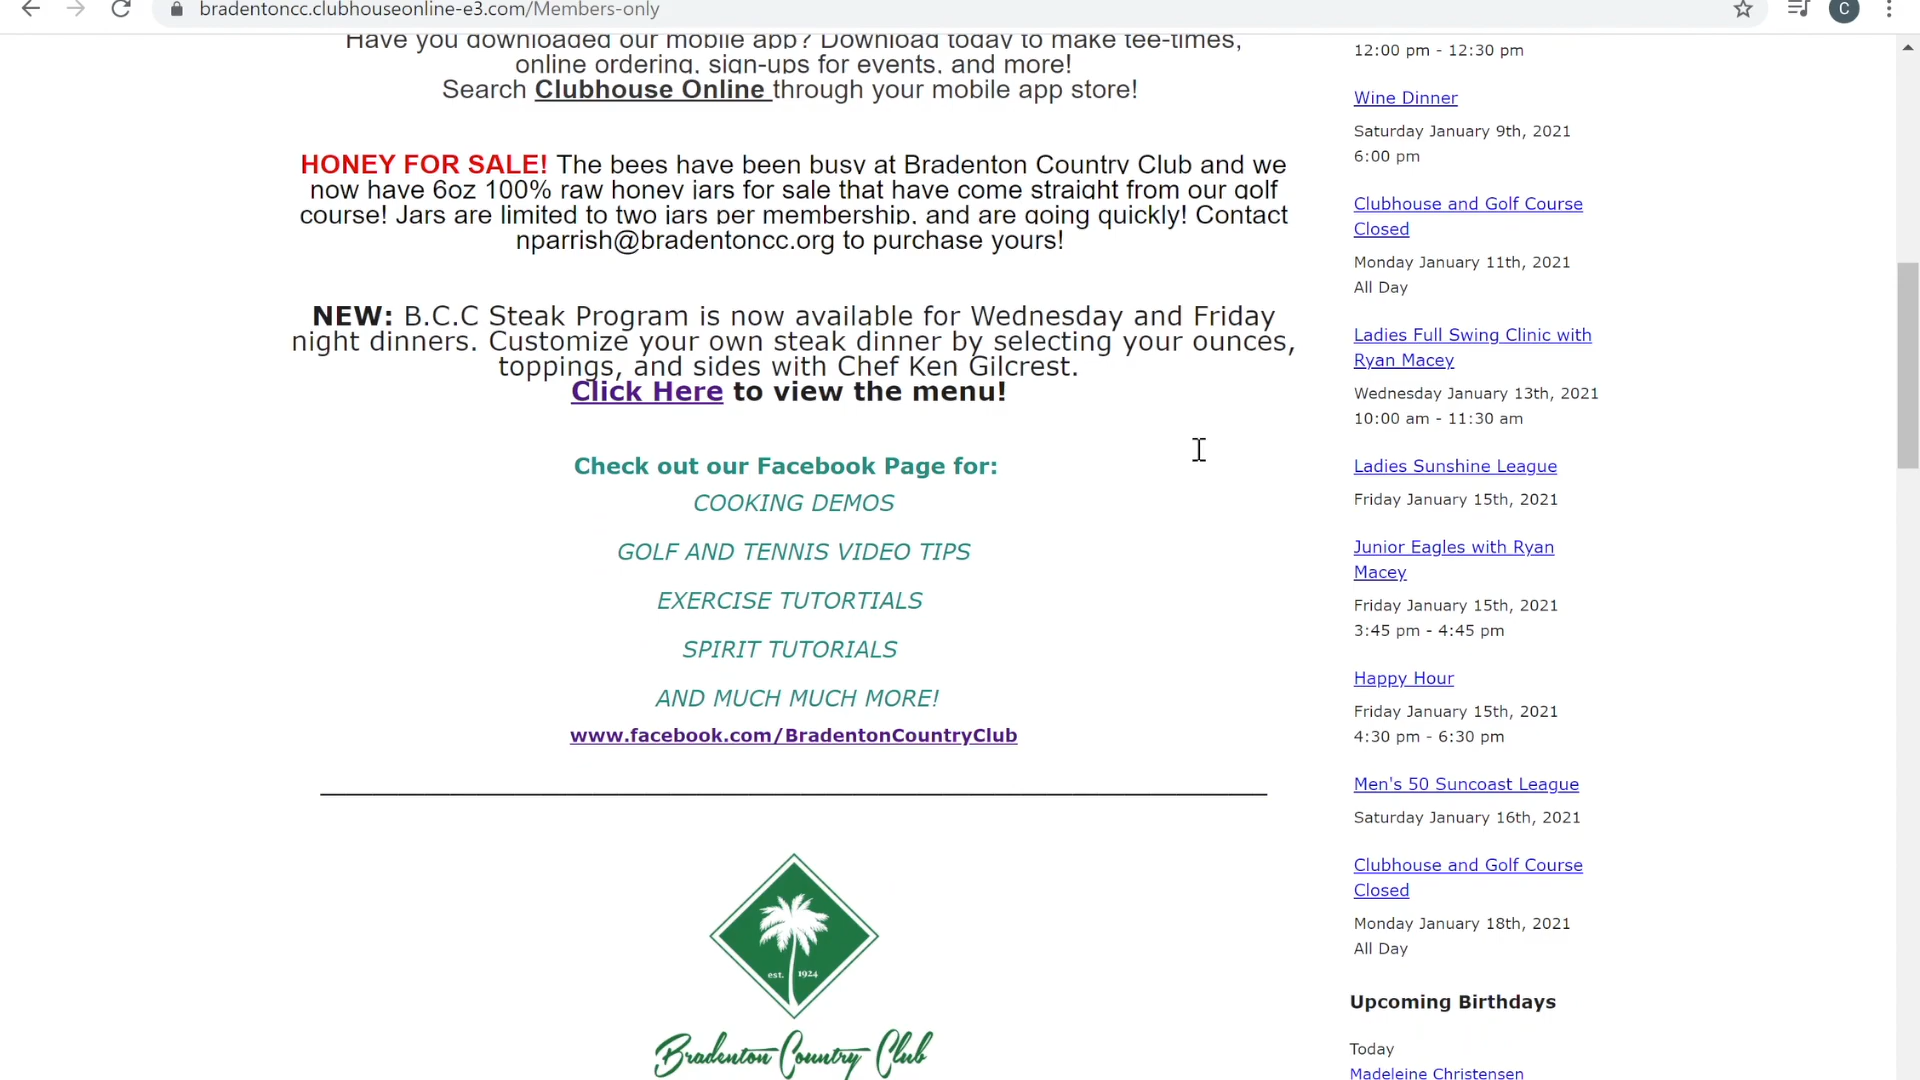 bradentoncc.clubhouseonline-e3.com/Members-only
C
Have you downloaded our mobile app? Download today to make tee-times,
online ordering, sign-ups for events, and more!
Search Clubhouse Online through your mobile app store!
HONEY FOR SALE! The bees have been busy at Bradenton Country Club and we
now have 6oz 100% raw honey jars for sale that have come straight from our golf
course! Jars are limited to two jars per membership, and are going quickly! Contact
nparrish@bradentoncc.org to purchase yours!
NEW: B.C.C Steak Program is now available for Wednesday and Friday
night dinners. Customize your own steak dinner by selecting your ounces,
toppings, and sides with Chef Ken Gilcrest.
Click Here to view the menu!
Check out our Facebook Page for:
COOKING DEMOS
GOLF AND TENNIS VIDEO TIPS
EXERCISE TUTORTIALS
SPIRIT TUTORIALS
AND MUCH MUCH MORE!
www.facebook.com/BradentonCountryClub
est. 1924
Bradenton Country Club
12:00 pm - 12:30 pm
Wine Dinner
Saturday January 9th, 2021
6:00 pm
Clubhouse and Golf Course
Closed
Monday January 11th, 2021
All Day
Ladies Full Swing Clinic with
Ryan Macey
Wednesday January 13th, 2021
10:00 am - 11:30 am
Ladies Sunshine League
Friday January 15th, 2021
Junior Eagles with Ryan
Macey
Friday January 15th, 2021
3:45 pm - 4:45 pm
Happy Hour
Friday January 15th, 2021
4:30 pm - 6:30 pm
Men's 50 Suncoast League
Saturday January 16th, 2021
Clubhouse and Golf Course
Closed
Monday January 18th, 2021
All Day
Upcoming Birthdays
Today
Madeleine Christensen